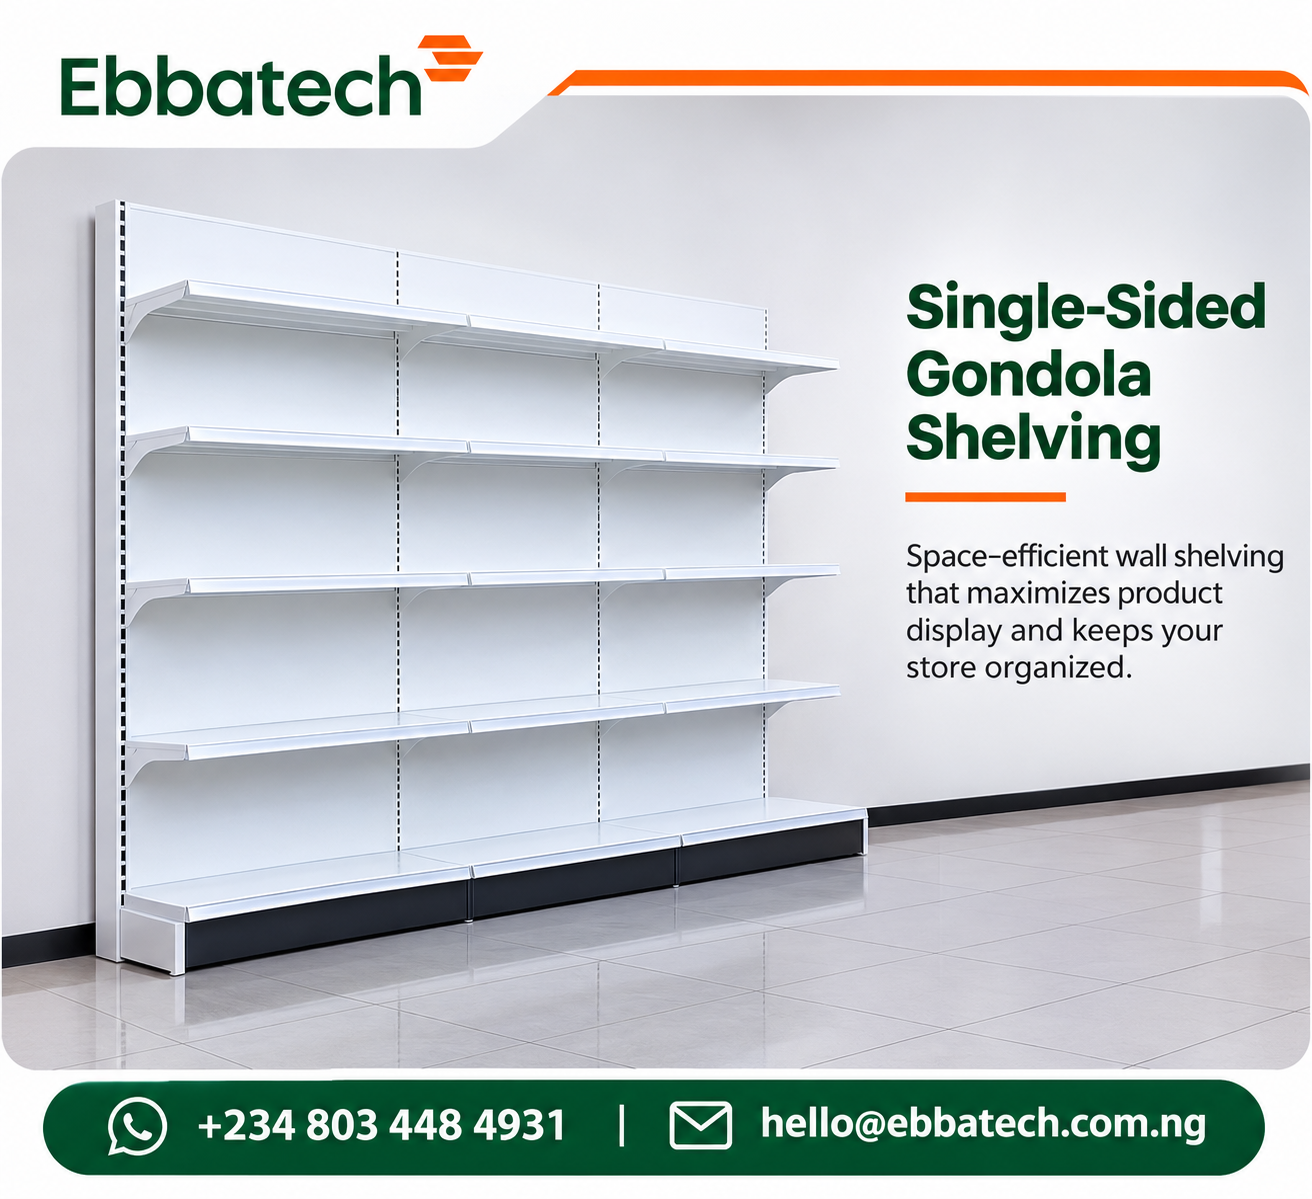 Ebbatech
Single-Sided
Gondola
Shelving
Space-efficient wall shelving
that maximizes product
display and keeps your
store organized.
+234 803 448 4931 | hello@ebbatech.com.ng